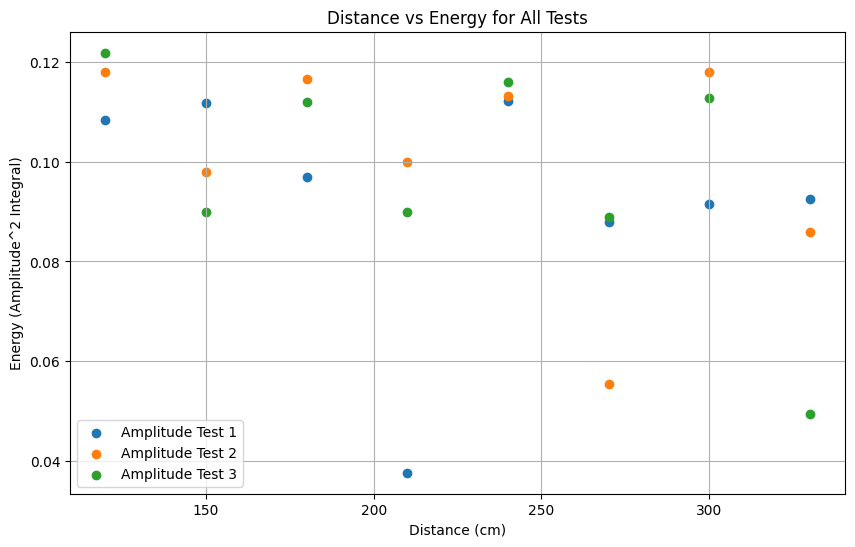 Distance vs Energy for All Tests
Energy (Amplitude^2 Integral)
0.12
0.10
0.08
0.06
0.04
Amplitude Test 1
Amplitude Test 2
Amplitude Test 3
150
200
250
300
Distance (cm)